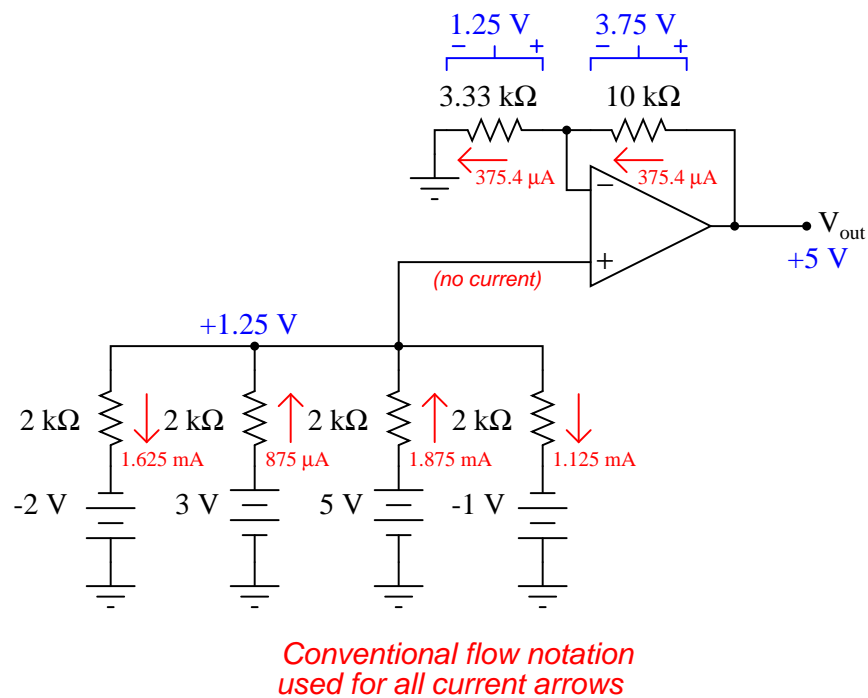 1.25 V 3.75 V
− + − +
3.33 kΩ 10 kΩ
375.4 μA 375.4 μA
−
+
V_out
+5 V
(no current)
+1.25 V
2 kΩ 2 kΩ 2 kΩ 2 kΩ
1.625 mA 875 μA 1.875 mA 1.125 mA
-2 V 3 V 5 V -1 V
Conventional flow notation
used for all current arrows